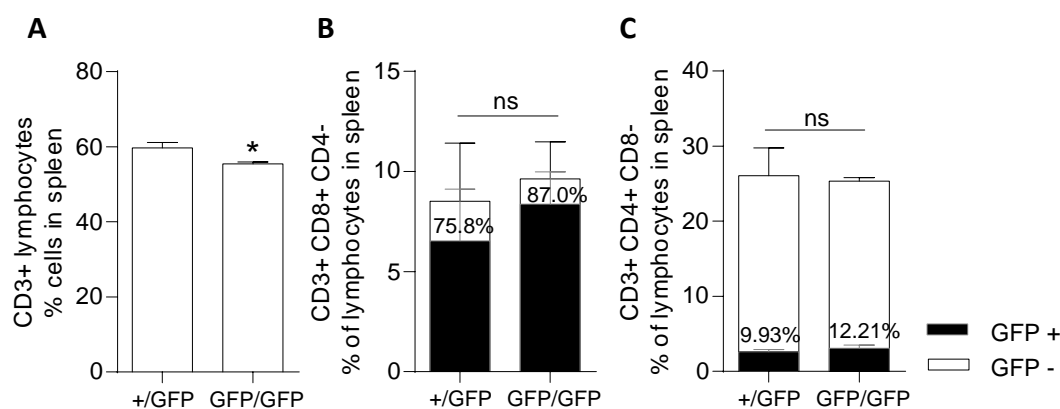 A
CD3+ lymphocytes
% cells in spleen
80
60
40
20
0
*
+/GFP
GFP/GFP
B
CD3+ CD8+ CD4-
% of lymphocytes in spleen
15
10
5
0
ns
75.8%
87.0%
+/GFP
GFP/GFP
C
CD3+ CD4+ CD8-
% of lymphocytes in spleen
40
30
20
10
0
ns
9.93%
12.21%
+/GFP
GFP/GFP
GFP +
GFP -